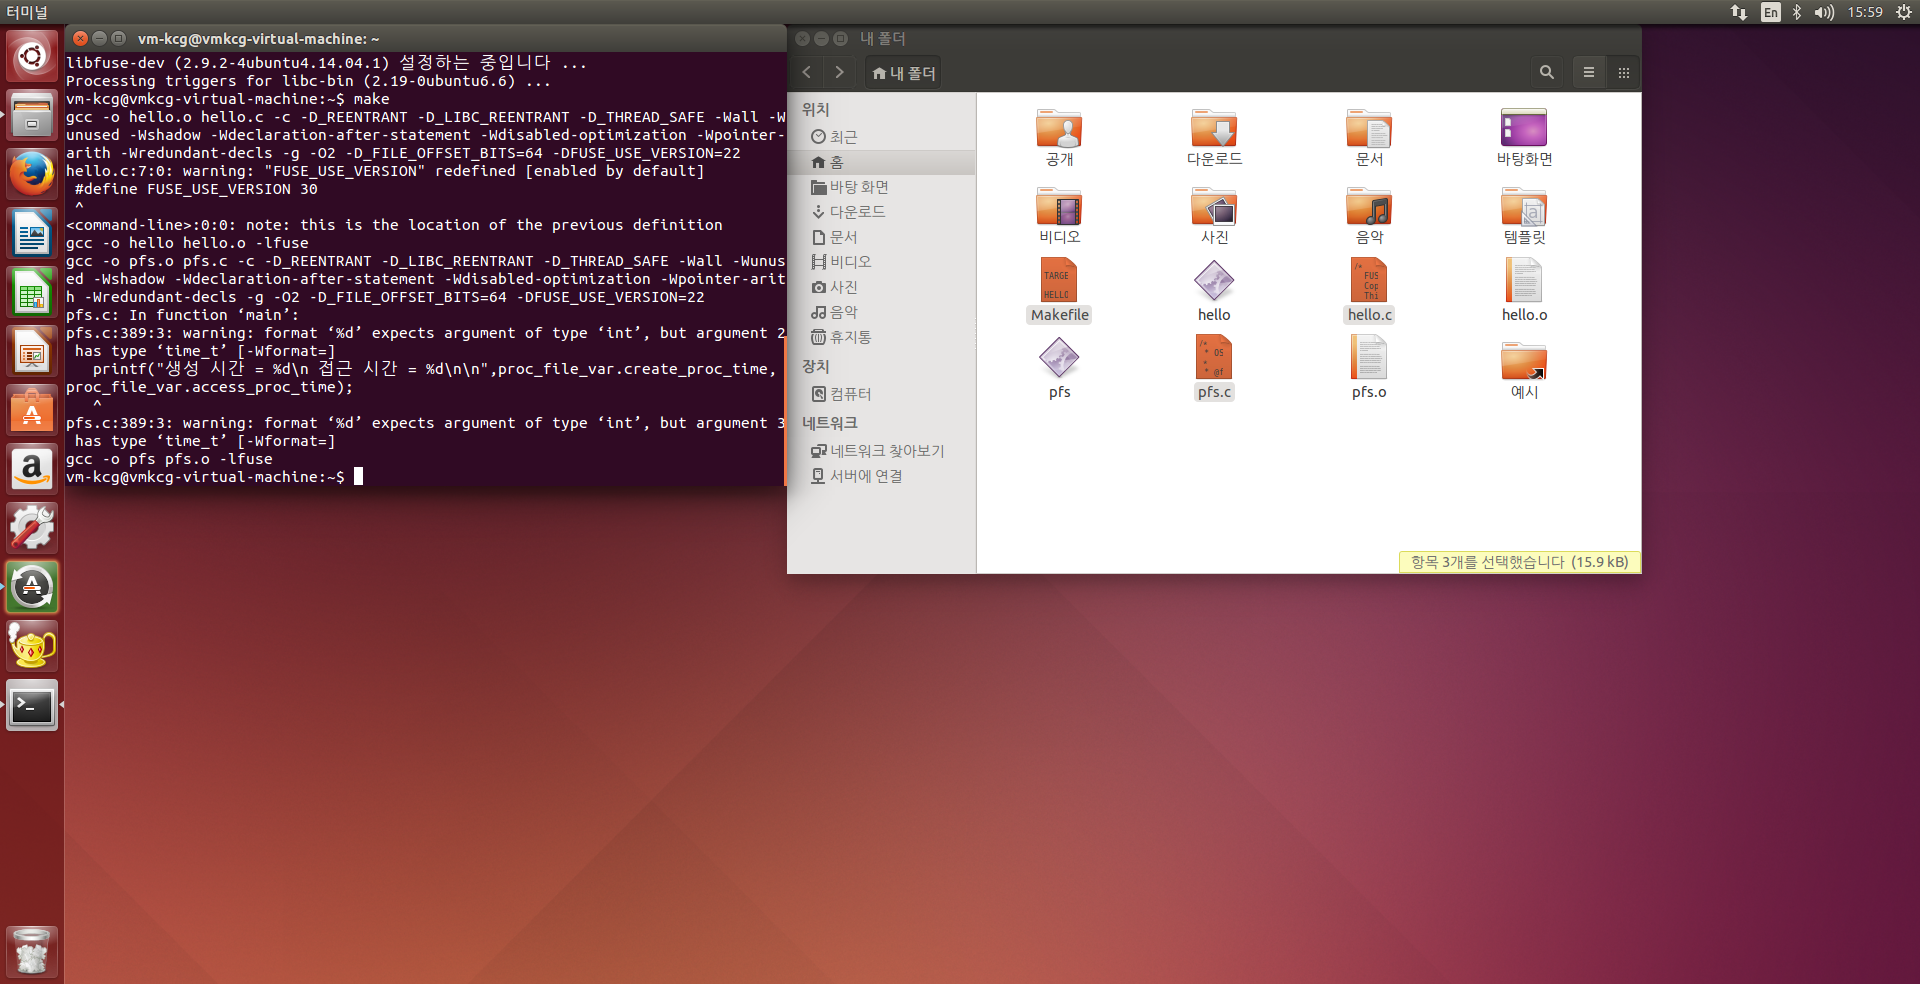 터미널
En
15:59
vm-kcg@vmkcg-virtual-machine: ~
libfuse-dev (2.9.2-4ubuntu4.14.04.1) 설정하는 중입니다 ...
Processing triggers for libc-bin (2.19-0ubuntu6.6) ...
vm-kcg@vmkcg-virtual-machine:~$ make
gcc -o hello.o hello.c -c -D_REENTRANT -D_LIBC_REENTRANT -D_THREAD_SAFE -Wall -W
unused -Wshadow -Wdeclaration-after-statement -Wdisabled-optimization -Wpointer-
arith -Wredundant-decls -g -O2 -D_FILE_OFFSET_BITS=64 -DFUSE_USE_VERSION=22
hello.c:7:0: warning: "FUSE_USE_VERSION" redefined [enabled by default]
 #define FUSE_USE_VERSION 30
 ^
<command-line>:0:0: note: this is the location of the previous definition
gcc -o hello hello.o -lfuse
gcc -o pfs.o pfs.c -c -D_REENTRANT -D_LIBC_REENTRANT -D_THREAD_SAFE -Wall -Wunus
ed -Wshadow -Wdeclaration-after-statement -Wdisabled-optimization -Wpointer-arit
h -Wredundant-decls -g -O2 -D_FILE_OFFSET_BITS=64 -DFUSE_USE_VERSION=22
pfs.c: In function ‘main’:
pfs.c:389:3: warning: format ‘%d’ expects argument of type ‘int’, but argument 2
 has type ‘time_t’ [-Wformat=]
   printf("생성 시간 = %d\n 접근 시간 = %d\n\n",proc_file_var.create_proc_time,
proc_file_var.access_proc_time);
   ^
pfs.c:389:3: warning: format ‘%d’ expects argument of type ‘int’, but argument 3
 has type ‘time_t’ [-Wformat=]
gcc -o pfs pfs.o -lfuse
vm-kcg@vmkcg-virtual-machine:~$
내 폴더
내 폴더
위치
최근
홈
바탕 화면
다운로드
문서
비디오
사진
음악
휴지통
장치
컴퓨터
네트워크
네트워크 찾아보기
서버에 연결
공개
다운로드
문서
바탕화면
비디오
사진
음악
템플릿
TARGE
HELLO
Makefile
hello
/*
FUS
Cop
Thi
hello.c
hello.o
pfs
/*
* OS
*
* @f
pfs.c
pfs.o
예시
항목 3개를 선택했습니다 (15.9 kB)